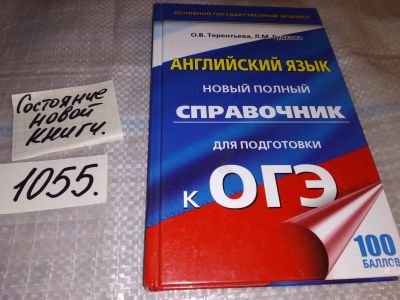 Состояние
новой
книги.
1055.
ОСНОВНОЙ ГОСУДАРСТВЕННЫЙ ЭКЗАМЕН
О.В. Терентьева, Л.М.
АНГЛИЙСКИЙ ЯЗЫК
НОВЫЙ ПОЛНЫЙ
СПРАВОЧНИК
ДЛЯ ПОДГОТОВКИ
К ОГЭ
100
БАЛЛОВ